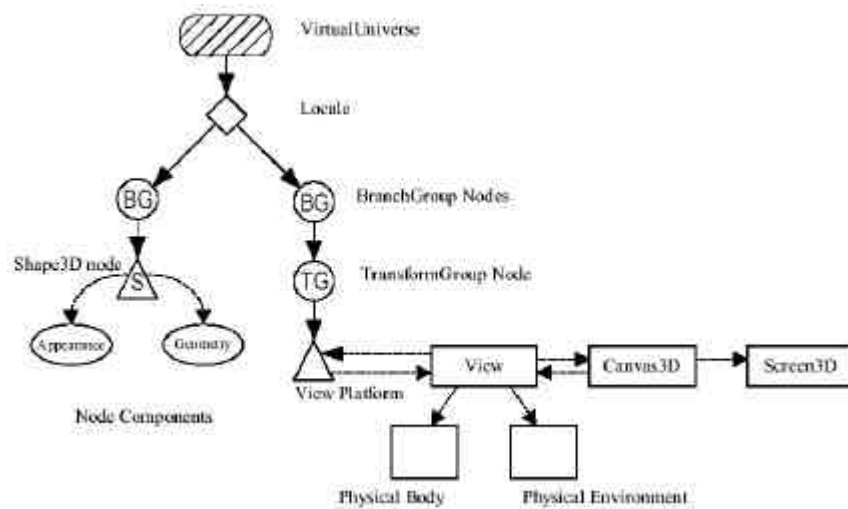 VirtualUniverse
Locale
BG
BG
BranchGroup Nodes
Shape3D node
S
TG
TransformGroup Node
Appearance
Geometry
View
Canvas3D
Screen3D
View Platform
Node Components
Physical Body
Physical Environment